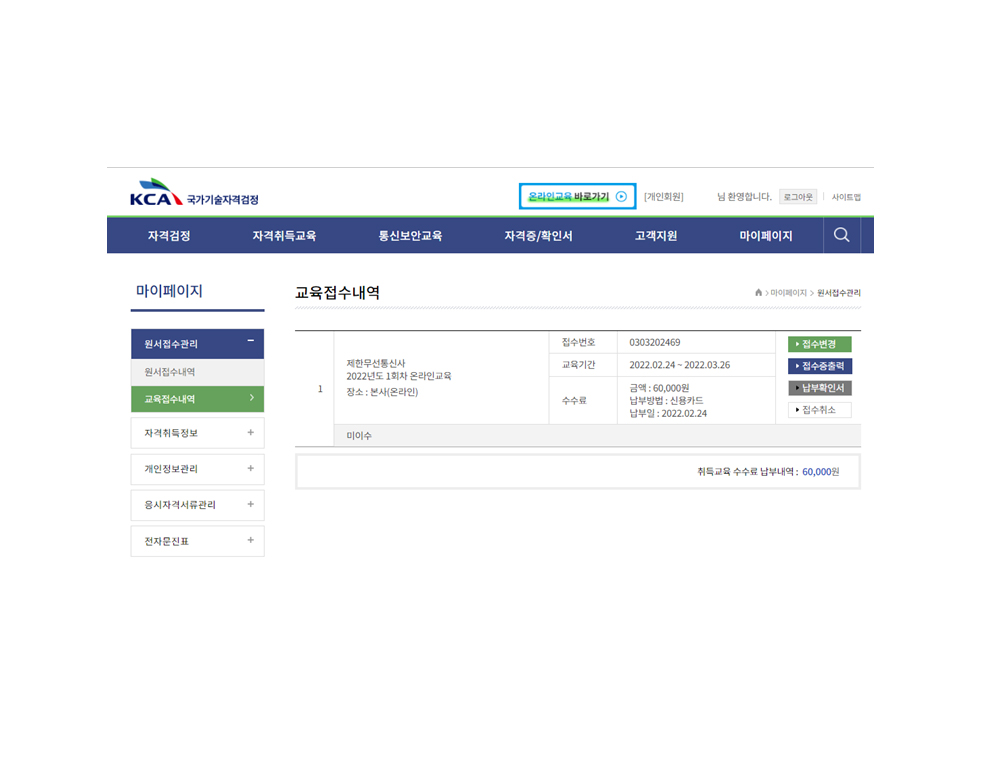 KCA 국가기술자격검정
온라인교육 바로가기
[개인회원] 님 환영합니다. 로그아웃 사이트맵
자격검정 자격취득교육 통신보안교육 자격증/확인서 고객지원 마이페이지
마이페이지
원서접수관리 −
원서접수내역
교육접수내역 >
자격취득정보 +
개인정보관리 +
응시자격서류관리 +
전자문진표 +
교육접수내역
> 마이페이지 > 원서접수관리
1
제한무선통신사
2022년도 1회차 온라인교육
장소 : 본사(온라인)
접수번호 0303202469
교육기간 2022.02.24 ~ 2022.03.26
수수료
금액 : 60,000원
납부방법 : 신용카드
납부일 : 2022.02.24
접수변경
접수증출력
납부확인서
접수취소
미이수
취득교육 수수료 납부내역 : 60,000원